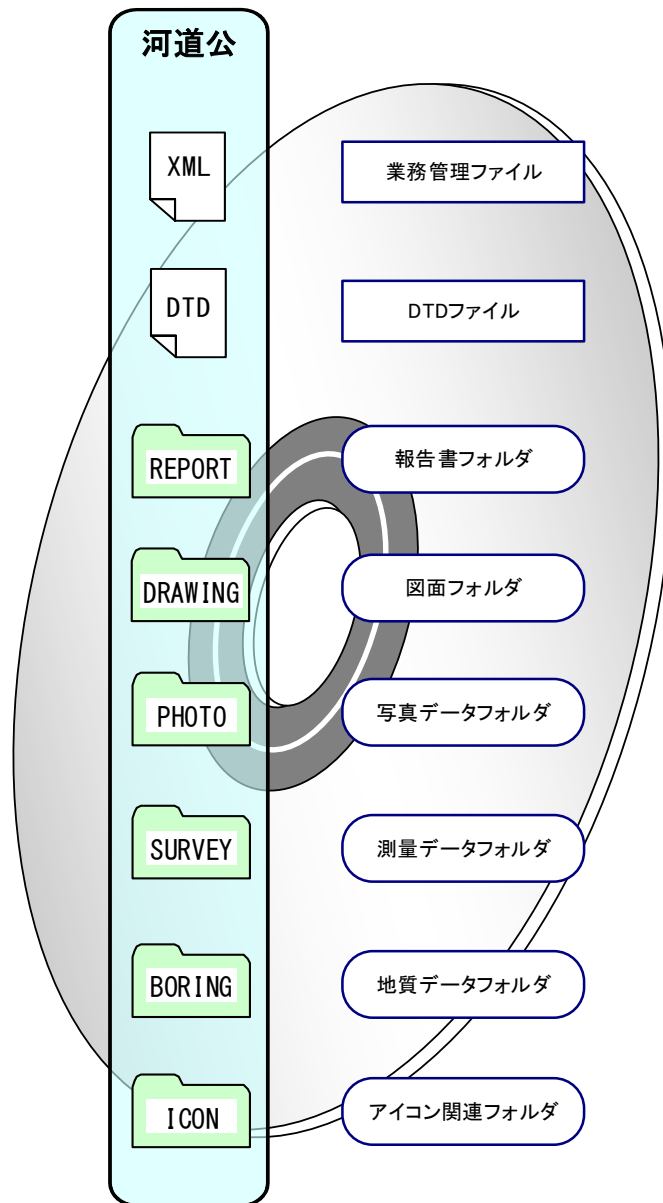 河道公
XML 業務管理ファイル
DTD DTDファイル
REPORT 報告書フォルダ
DRAWING 図面フォルダ
PHOTO 写真データフォルダ
SURVEY 測量データフォルダ
BORING 地質データフォルダ
ICON アイコン関連フォルダ